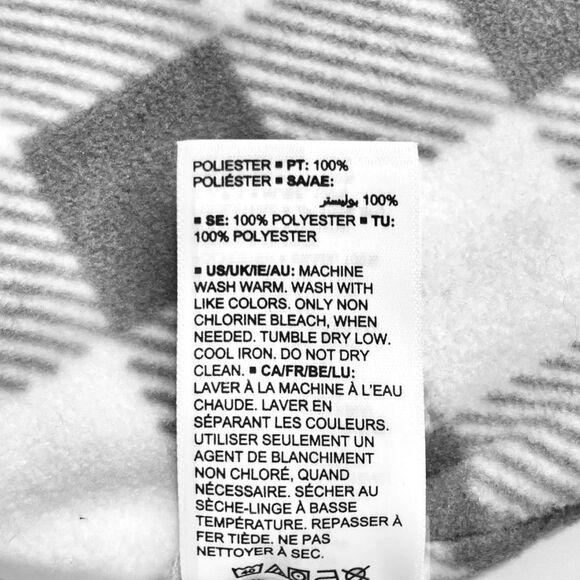 POLIESTER ■ PT: 100%
POLIÉSTER ■ SA/AE:
100% بوليستر
■ SE: 100% POLYESTER ■ TU:
100% POLYESTER
■ US/UK/IE/AU: MACHINE
WASH WARM. WASH WITH
LIKE COLORS. ONLY NON
CHLORINE BLEACH, WHEN
NEEDED. TUMBLE DRY LOW.
COOL IRON. DO NOT DRY
CLEAN. ■ CA/FR/BE/LU:
LAVER À LA MACHINE À L'EAU
CHAUDE. LAVER EN
SÉPARANT LES COULEURS.
UTILISER SEULEMENT UN
AGENT DE BLANCHIMENT
NON CHLORÉ, QUAND
NÉCESSAIRE. SÉCHER AU
SÈCHE-LINGE À BASSE
TEMPÉRATURE. REPASSER À
FER TIÈDE. NE PAS
NETTOYER À SEC.